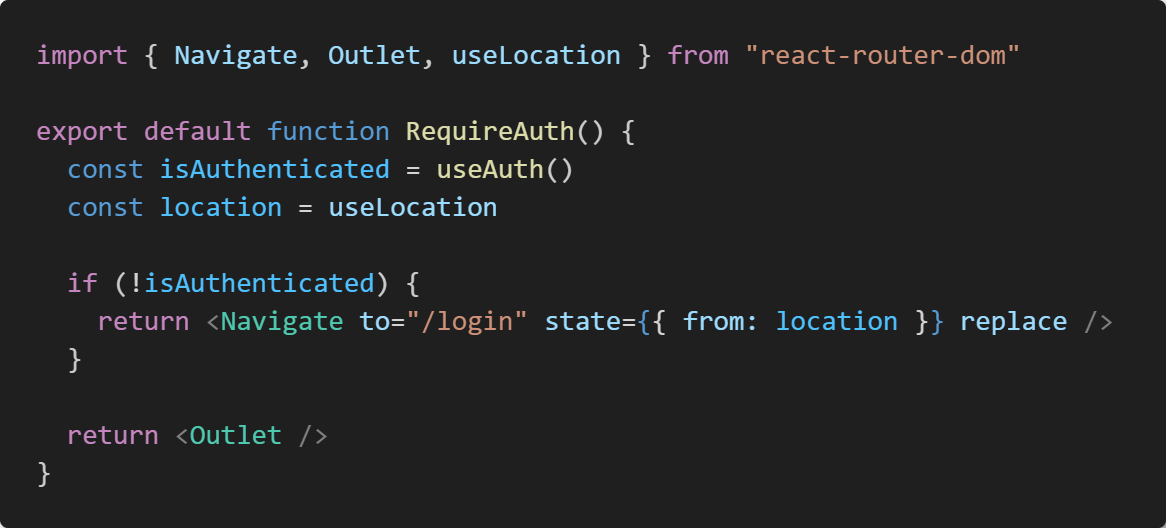 import { Navigate, Outlet, useLocation } from "react-router-dom"

export default function RequireAuth() {
  const isAuthenticated = useAuth()
  const location = useLocation

  if (!isAuthenticated) {
    return <Navigate to="/login" state={{ from: location }} replace />
  }

  return <Outlet />
}